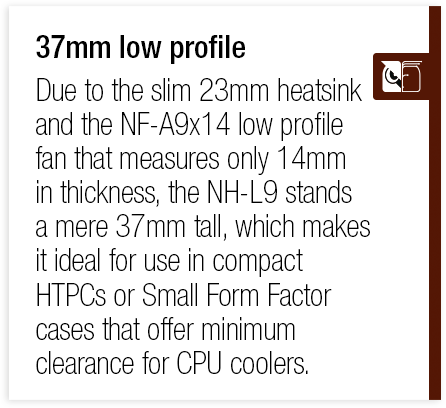 37mm low profile
Due to the slim 23mm heatsink
and the NF-A9x14 low profile
fan that measures only 14mm
in thickness, the NH-L9 stands
a mere 37mm tall, which makes
it ideal for use in compact
HTPCs or Small Form Factor
cases that offer minimum
clearance for CPU coolers.